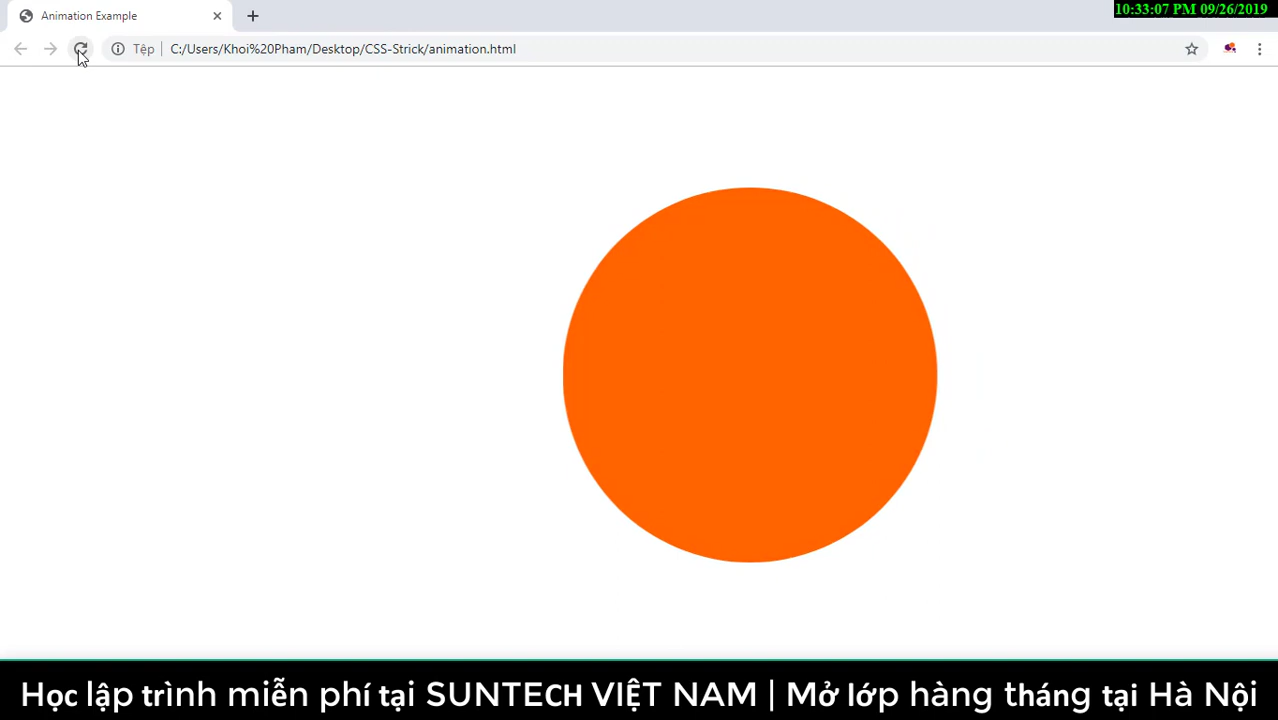 Animation Example
10:33:07 PM 09/26/2019
Tệp C:/Users/Khoi%20Pham/Desktop/CSS-Strick/animation.html
Học lập trình miễn phí tại SUNTECH VIỆT NAM | Mở lớp hàng tháng tại Hà Nội